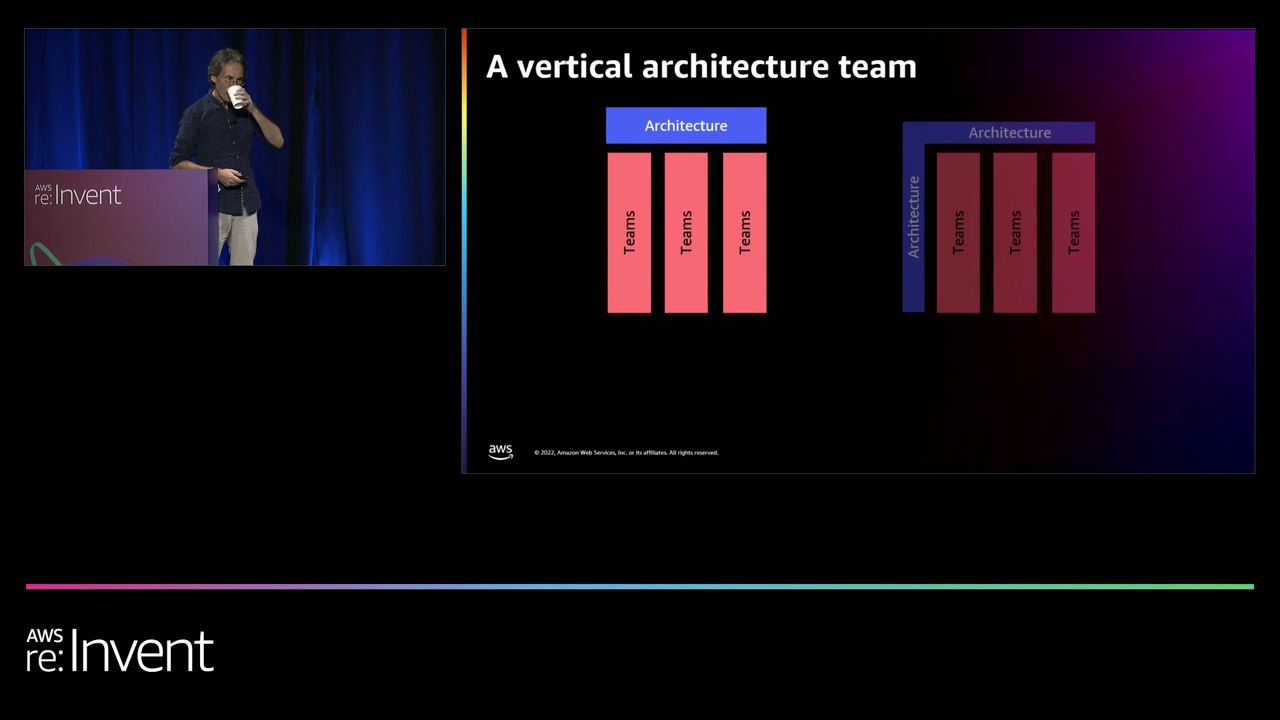 AWS
re:Invent
A vertical architecture team
Architecture
Teams
Teams
Teams
Architecture
Architecture
Teams
Teams
Teams
aws
© 2022, Amazon Web Services, Inc. or its affiliates. All rights reserved.
AWS
re:Invent